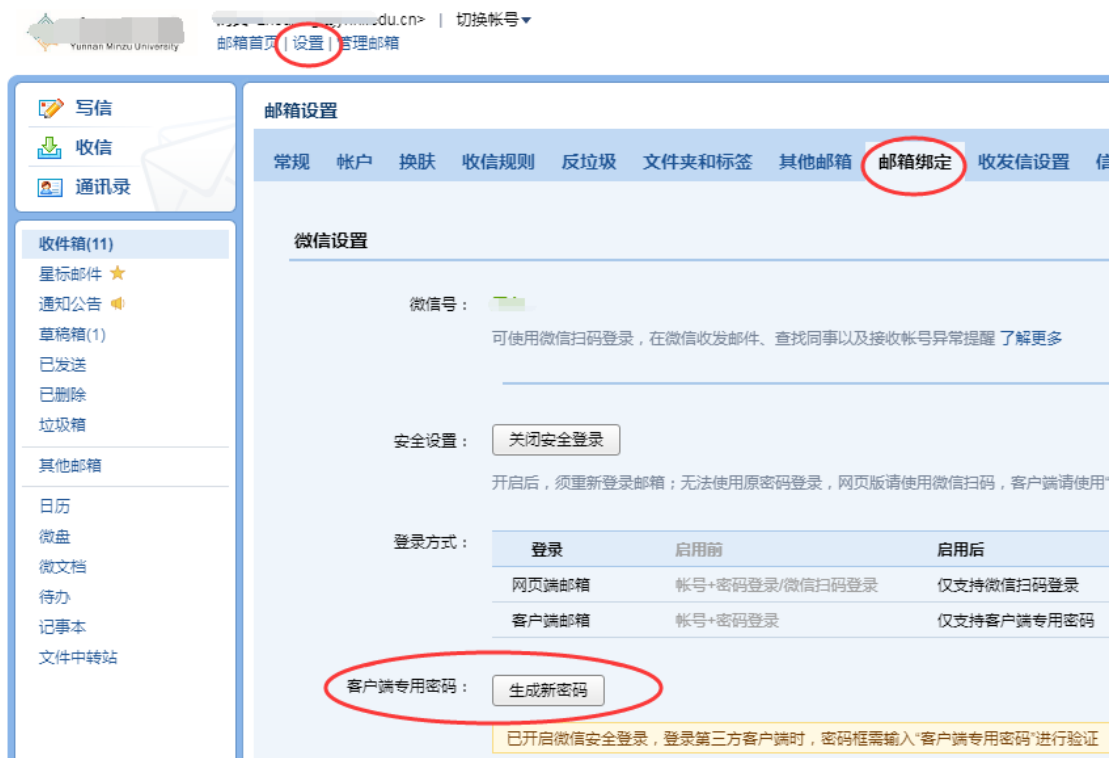 Yunnan Minzu University
du.cn> | 切换帐号
邮箱首页 | 设置 | 管理邮箱
写信
收信
通讯录
收件箱(11)
星标邮件
通知公告
草稿箱(1)
已发送
已删除
垃圾箱
其他邮箱
日历
微盘
微文档
待办
记事本
文件中转站
邮箱设置
常规 帐户 换肤 收信规则 反垃圾 文件夹和标签 其他邮箱 邮箱绑定 收发信设置 信
微信设置
微信号：
可使用微信扫码登录，在微信收发邮件、查找同事以及接收帐号异常提醒 了解更多
安全设置： 关闭安全登录
开启后，须重新登录邮箱；无法使用原密码登录，网页版请使用微信扫码，客户端请使用“
登录方式： 登录 启用前 启用后
网页端邮箱 帐号+密码登录/微信扫码登录 仅支持微信扫码登录
客户端邮箱 帐号+密码登录 仅支持客户端专用密码
客户端专用密码： 生成新密码
已开启微信安全登录，登录第三方客户端时，密码框需输入“客户端专用密码”进行验证